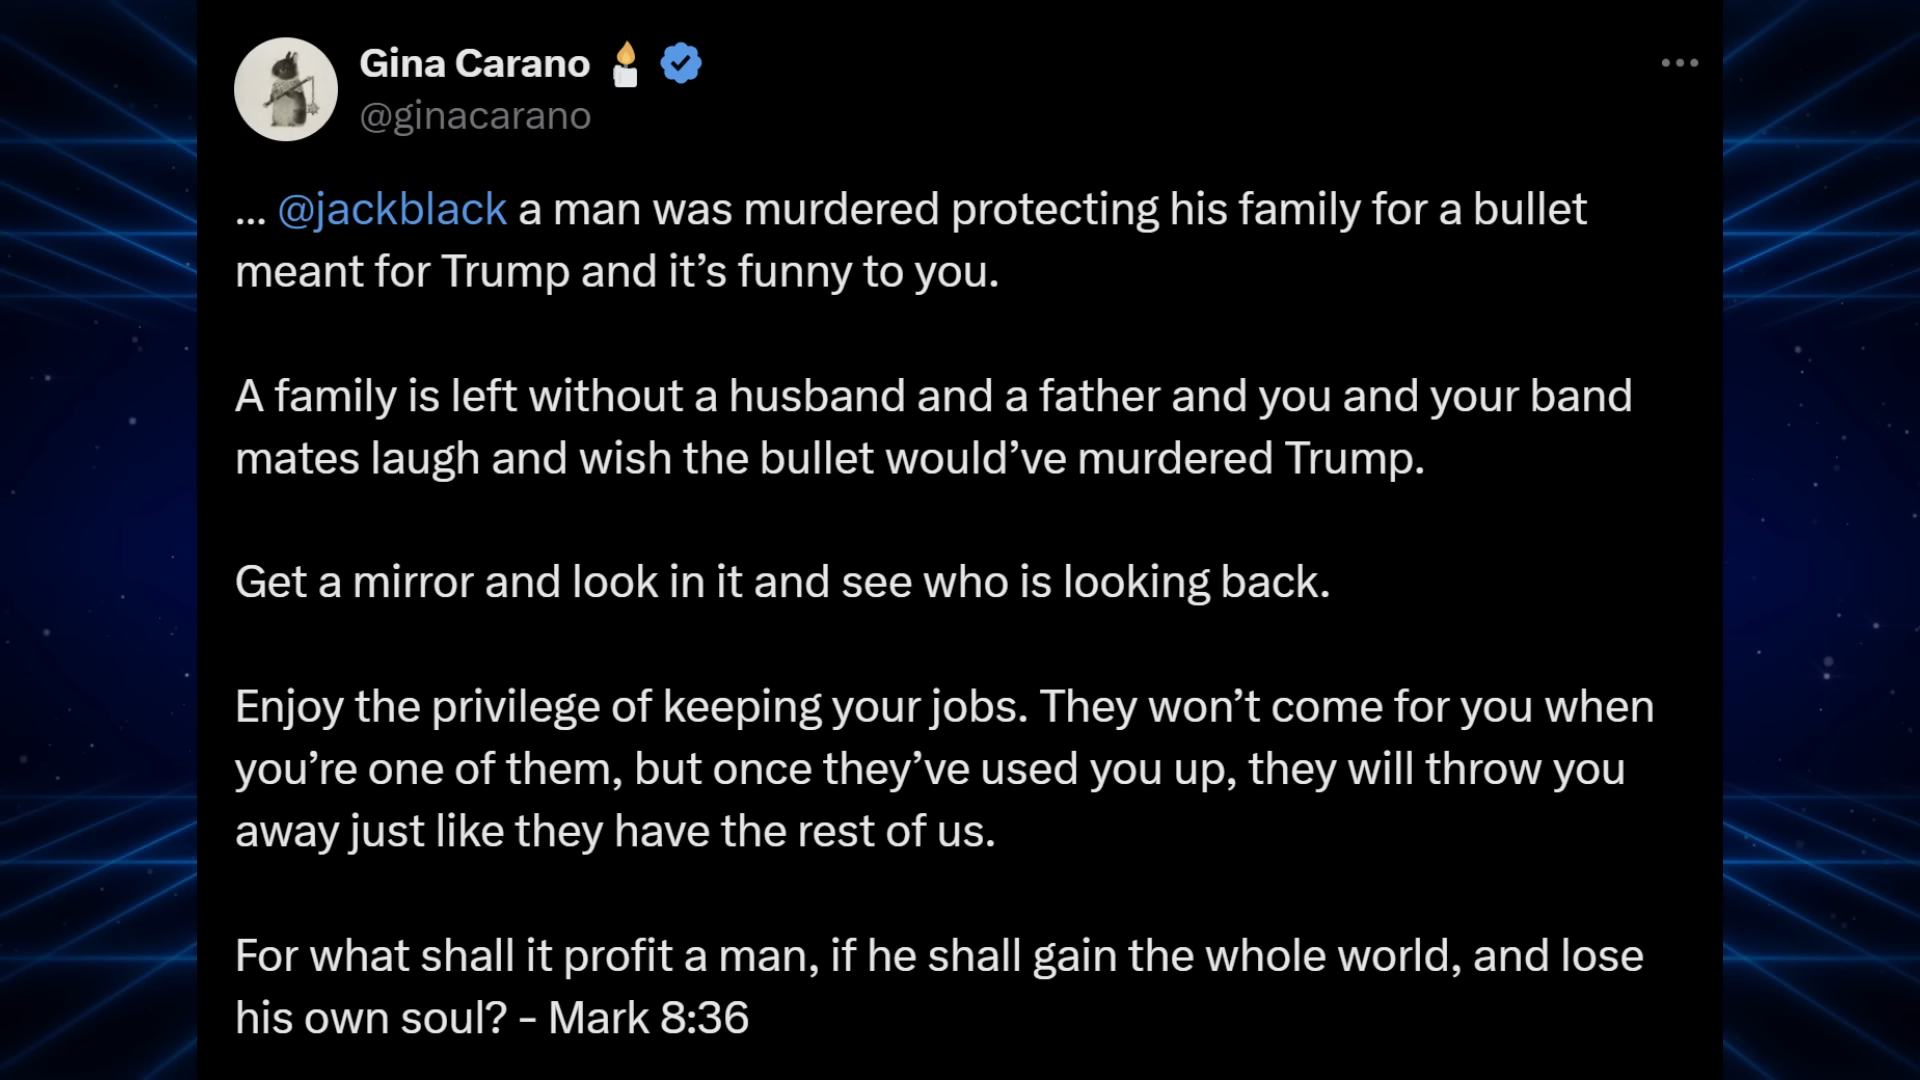 Gina Carano 🕯️
@ginacarano
... @jackblack a man was murdered protecting his family for a bullet
meant for Trump and it’s funny to you.
A family is left without a husband and a father and you and your band
mates laugh and wish the bullet would’ve murdered Trump.
Get a mirror and look in it and see who is looking back.
Enjoy the privilege of keeping your jobs. They won’t come for you when
you’re one of them, but once they’ve used you up, they will throw you
away just like they have the rest of us.
For what shall it profit a man, if he shall gain the whole world, and lose
his own soul? - Mark 8:36